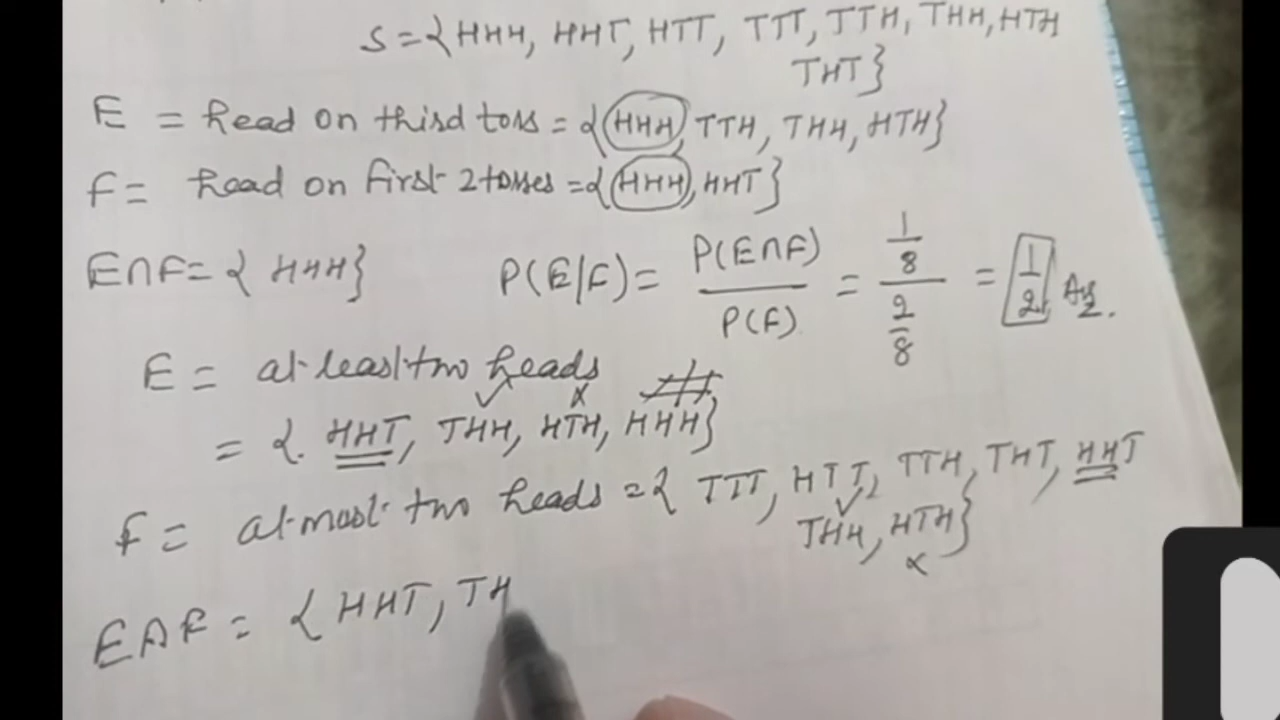 S = {HHH, HHT, HTT, TTT, TTH, THH, HTH
THT}
E = head on third toss = {HHH, TTH, THH, HTH}
F = head on first 2 tosses = {HHH, HHT}
E∩F = {HHH} P(E/F) = P(E∩F)/P(F) = (1/8)/(2/8) = 1/2 Ans.
E = at least two heads
= {. HHT, THH, HTH, HHH}
F = at most two heads = { TTT, HTT, TTH, THT, HHT
THH, HTH}
E∩F = { HHT, TH